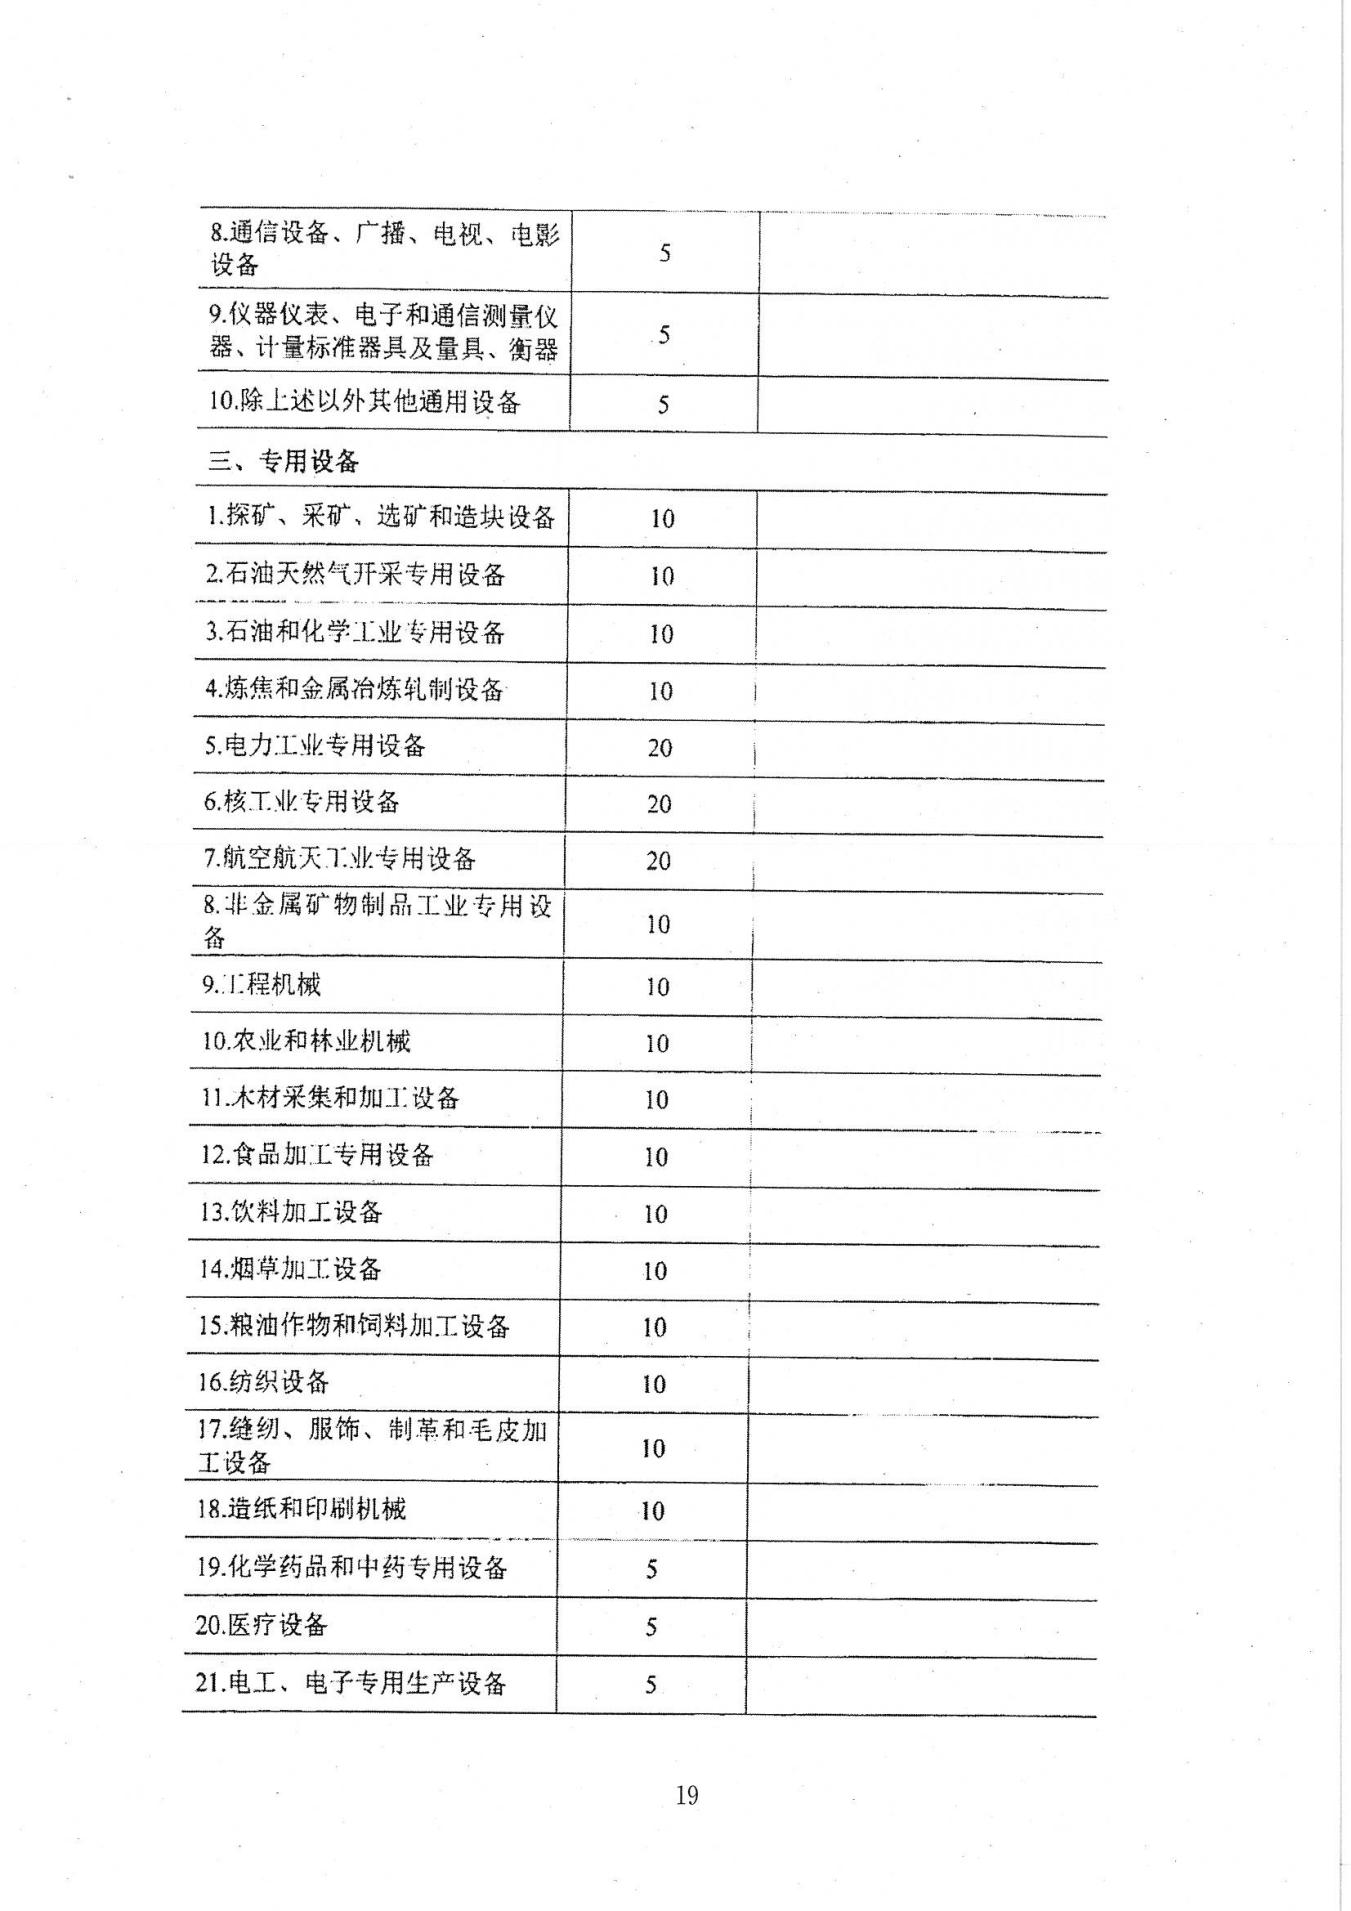 8.通信设备、广播、电视、电影
设备
5
9.仪器仪表、电子和通信测量仪
器、计量标准器具及量具、衡器
5
10.除上述以外其他通用设备
5
三、专用设备
1.探矿、采矿、选矿和造块设备
10
2.石油天然气开采专用设备
10
3.石油和化学工业专用设备
10
4.炼焦和金属冶炼轧制设备
10
5.电力工业专用设备
20
6.核工业专用设备
20
7.航空航天工业专用设备
20
8.非金属矿物制品工业专用设
备
10
9.工程机械
10
10.农业和林业机械
10
11.木材采集和加工设备
10
12.食品加工专用设备
10
13.饮料加工设备
10
14.烟草加工设备
10
15.粮油作物和饲料加工设备
10
16.纺织设备
10
17.缝纫、服饰、制革和毛皮加
工设备
10
18.造纸和印刷机械
10
19.化学药品和中药专用设备
5
20.医疗设备
5
21.电工、电子专用生产设备
5
19